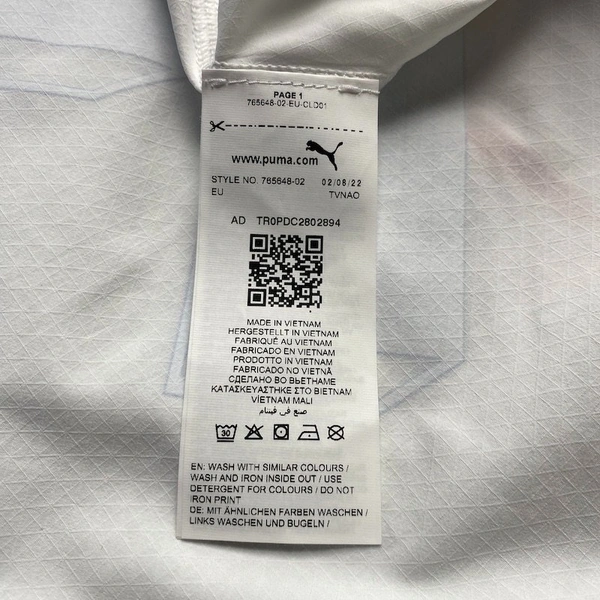 PAGE 1
765648-02-EU-CLD01
www.puma.com
STYLE NO. 765648-02 02/08/22
EU TVNAO
AD TR0PDC2802894
MADE IN VIETNAM
HERGESTELLT IN VIETNAM
FABRIQUÉ AU VIETNAM
FABRICADO EN VIETNAM
PRODOTTO IN VIETNAM
FABRICADO NO VIETNÃ
СДЕЛАНО ВО ВЬЕТНАМЕ
ΚΑΤΑΣΚΕΥΑΣΤΗΚΕ ΣΤΟ ΒΙΕΤΝΑΜ
VİETNAM MALI
صنع في فيتنام
30
EN: WASH WITH SIMILAR COLOURS /
WASH AND IRON INSIDE OUT / USE
DETERGENT FOR COLOURS / DO NOT
IRON PRINT
DE: MIT ÄHNLICHEN FARBEN WASCHEN /
LINKS WASCHEN UND BÜGELN /